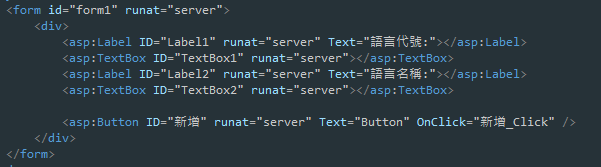 <form id="form1" runat="server">
<div>
<asp:Label ID="Label1" runat="server" Text="語言代號:"></asp:Label>
<asp:TextBox ID="TextBox1" runat="server"></asp:TextBox>
<asp:Label ID="Label2" runat="server" Text="語言名稱:"></asp:Label>
<asp:TextBox ID="TextBox2" runat="server"></asp:TextBox>
<asp:Button ID="新增" runat="server" Text="Button" OnClick="新增_Click" />
</div>
</form>